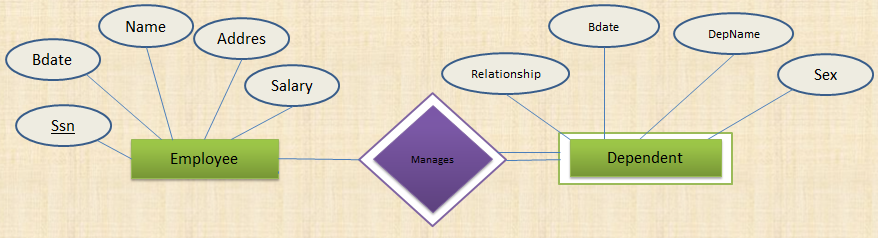 Name
Addres
Bdate
Salary
Ssn
Employee
Manages
Bdate
DepName
Relationship
Sex
Dependent